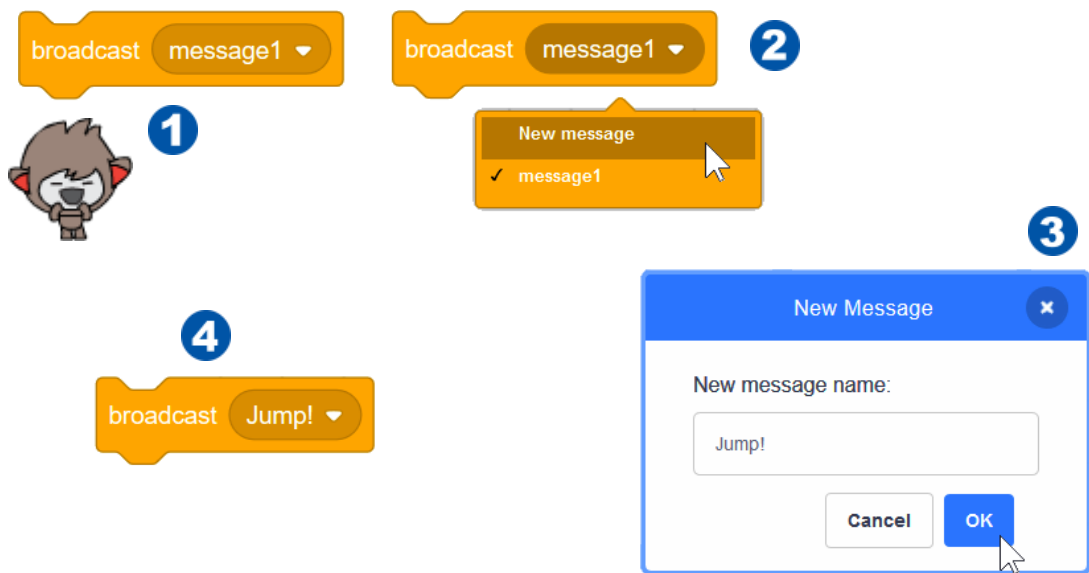 broadcast message1
1
broadcast message1
2
New message
✓ message1
3
New Message
New message name:
Jump!
Cancel OK
4
broadcast Jump!